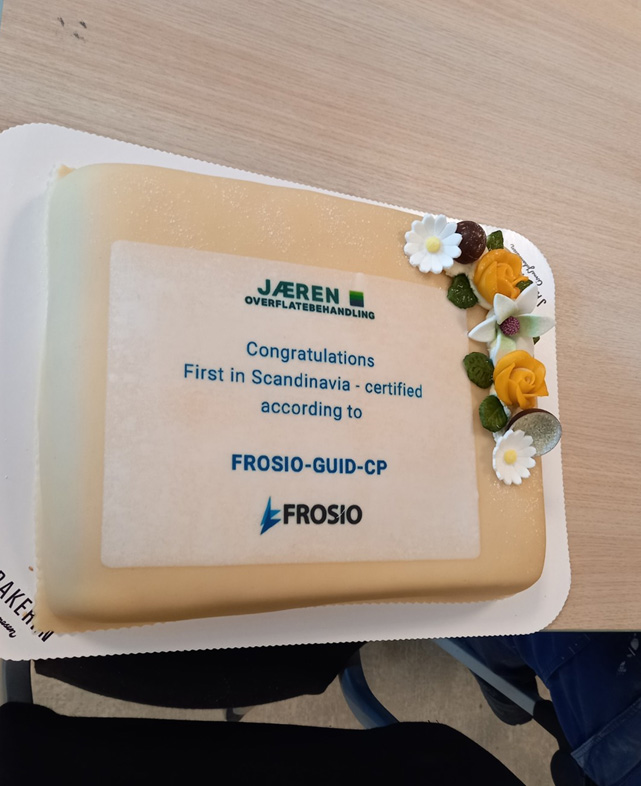 JÆREN
OVERFLATEBEHANDLING
Congratulations
First in Scandinavia - certified
according to
FROSIO-GUID-CP
FROSIO